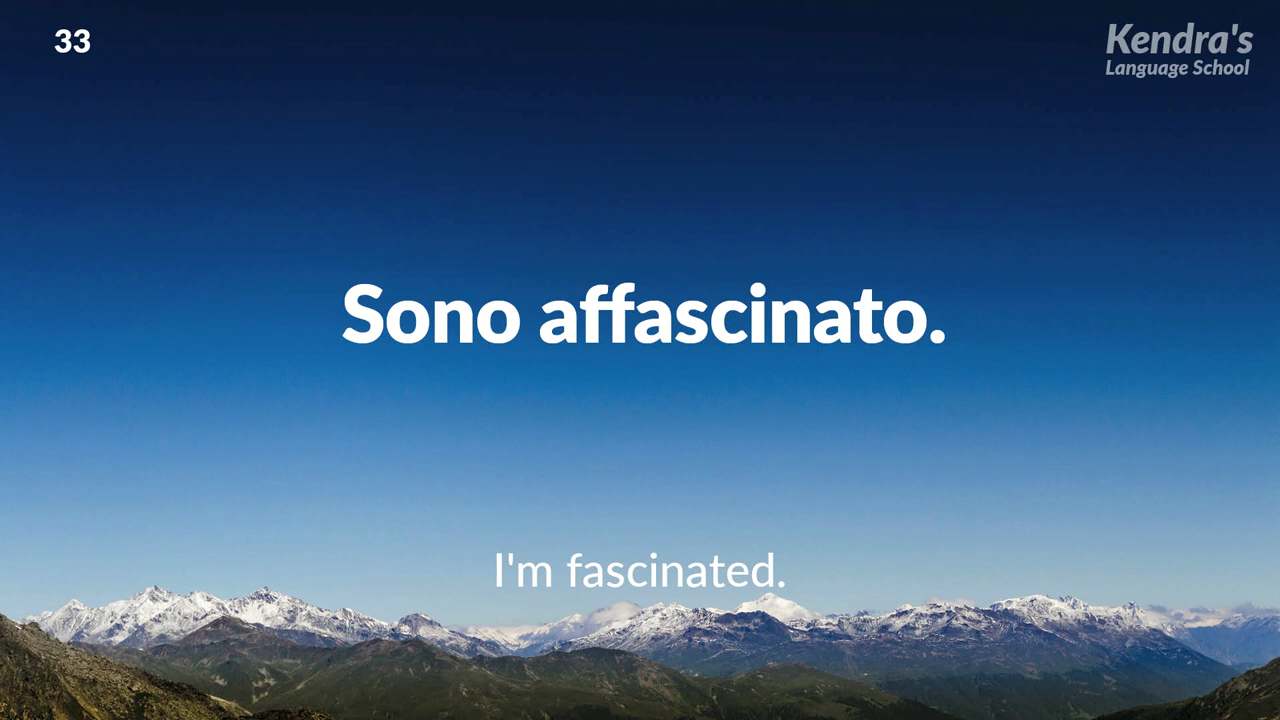 33
Kendra's
Language School
Sono affascinato.
I'm fascinated.